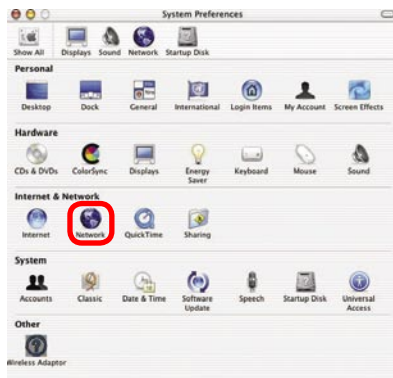 System Preferences
Show All Displays Sound Network Startup Disk
Personal
Desktop Dock General International Login Items My Account Screen Effects
Hardware
CDs & DVDs ColorSync Displays Energy Saver Keyboard Mouse Sound
Internet & Network
Internet Network QuickTime Sharing
System
Accounts Classic Date & Time Software Update Speech Startup Disk Universal Access
Other
Wireless Adaptor